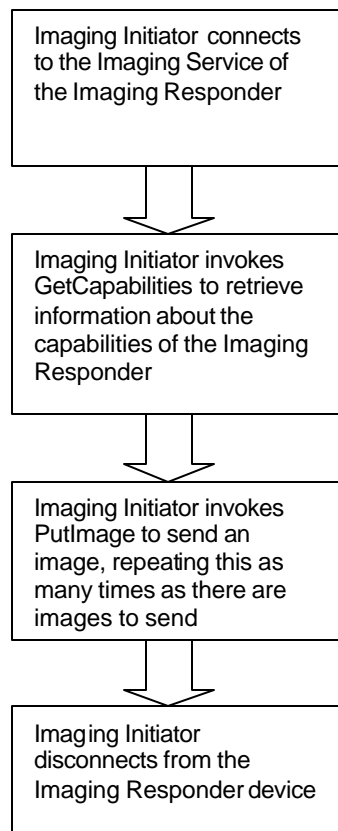 Imaging Initiator connects
to the Imaging Service of
the Imaging Responder
Imaging Initiator invokes
GetCapabilities to retrieve
information about the
capabilities of the Imaging
Responder
Imaging Initiator invokes
PutImage to send an
image, repeating this as
many times as there are
images to send
Imaging Initiator
disconnects from the
Imaging Responder device